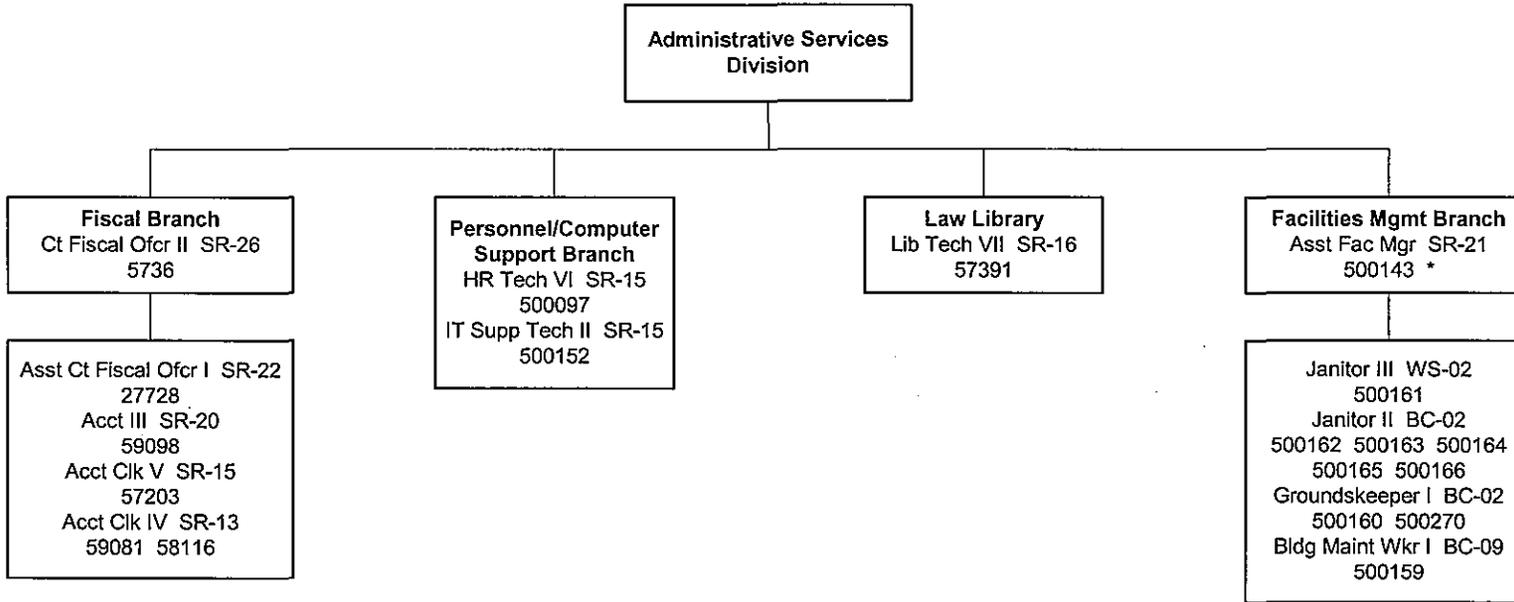 Administrative Services
Division
Fiscal Branch
Ct Fiscal Ofcr II SR-26
5736
Asst Ct Fiscal Ofcr I SR-22
27728
Acct III SR-20
59098
Acct Clk V SR-15
57203
Acct Clk IV SR-13
59081 58116
Personnel/Computer
Support Branch
HR Tech VI SR-15
500097
IT Supp Tech II SR-15
500152
Law Library
Lib Tech VII SR-16
57391
Facilities Mgmt Branch
Asst Fac Mgr SR-21
500143 *
Janitor III WS-02
500161
Janitor II BC-02
500162 500163 500164
500165 500166
Groundskeeper I BC-02
500160 500270
Bldg Maint Wkr I BC-09
500159